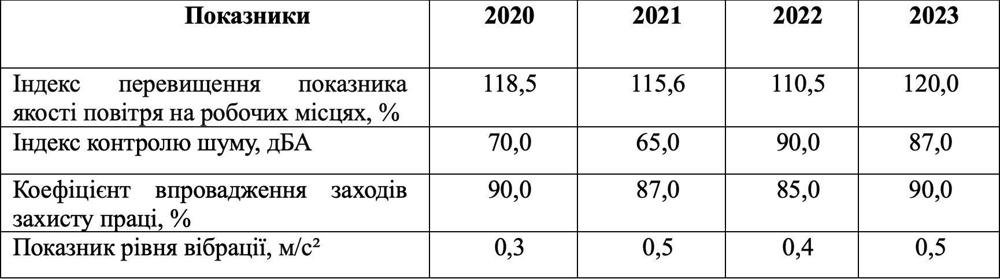 Показники 2020 2021 2022 2023
Індекс перевищення показника 118,5 115,6 110,5 120,0
якості повітря на робочих місцях, %
Індекс контролю шуму, дБА 70,0 65,0 90,0 87,0
Коефіцієнт впровадження заходів 90,0 87,0 85,0 90,0
захисту праці, %
Показник рівня вібрації, м/с² 0,3 0,5 0,4 0,5